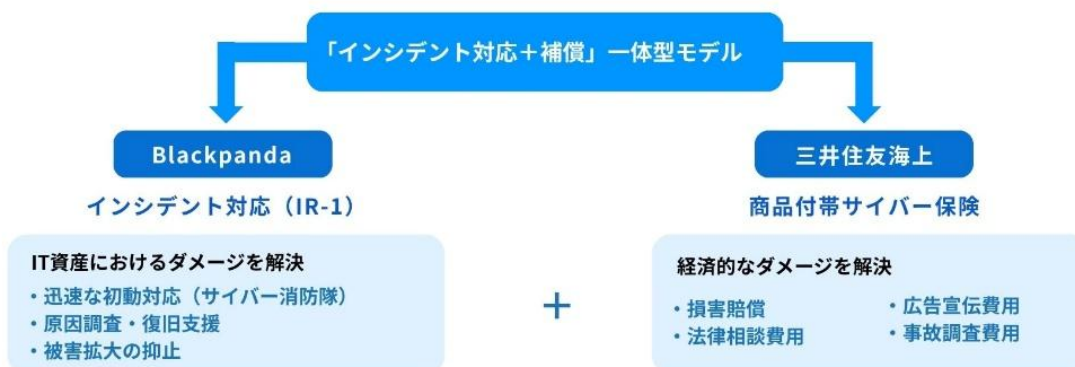 「インシデント対応＋補償」一体型モデル
Blackpanda
インシデント対応（IR-1）
IT資産におけるダメージを解決
・迅速な初動対応（サイバー消防隊）
・原因調査・復旧支援
・被害拡大の抑止
＋
三井住友海上
商品付帯サイバー保険
経済的なダメージを解決
・損害賠償
・法律相談費用
・広告宣伝費用
・事故調査費用